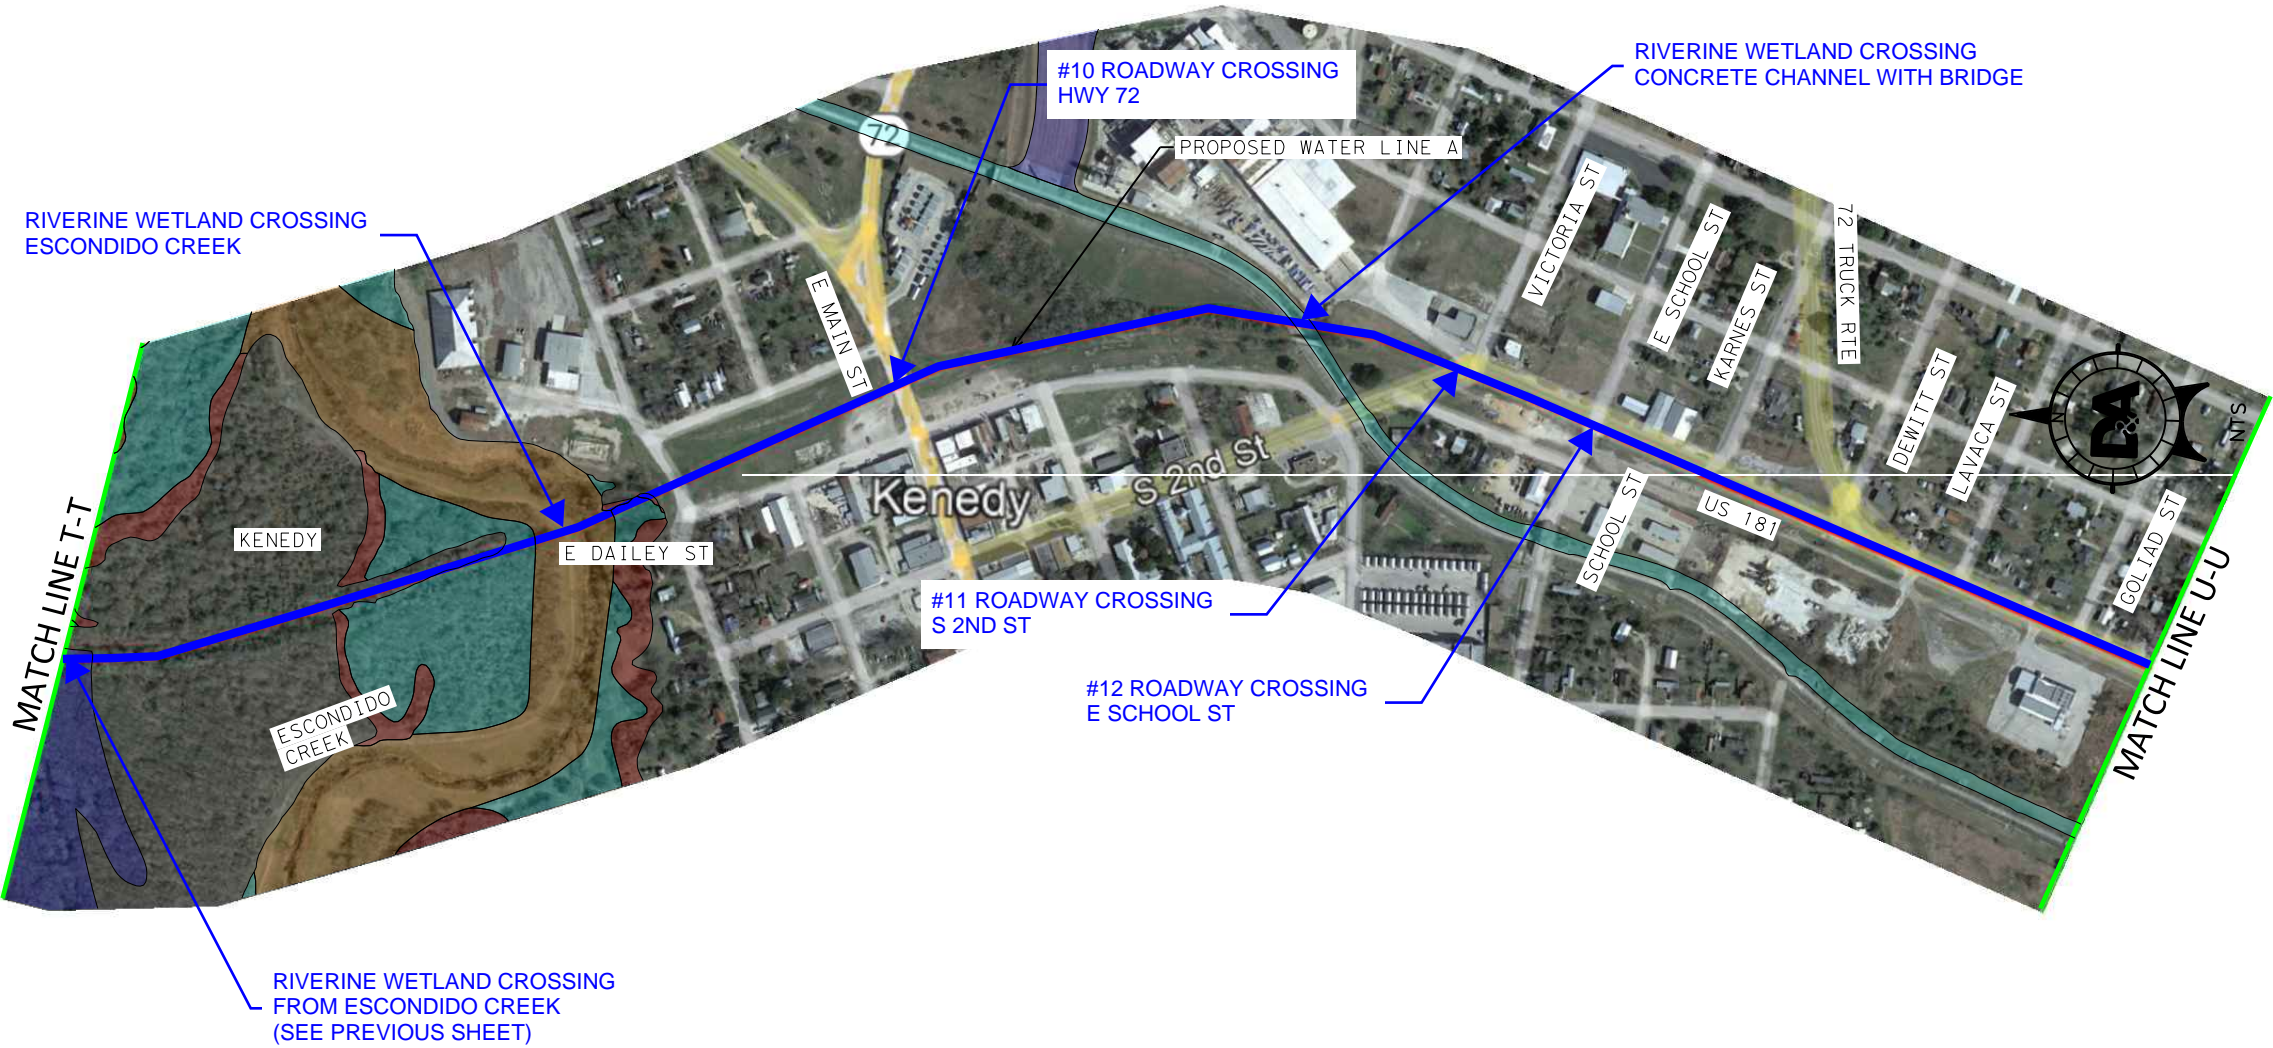 #10 ROADWAY CROSSING
HWY 72
RIVERINE WETLAND CROSSING
CONCRETE CHANNEL WITH BRIDGE
72
PROPOSED WATER LINE A
RIVERINE WETLAND CROSSING
ESCONDIDO CREEK
E MAIN ST
VICTORIA ST
E SCHOOL ST
KARNES ST
72 TRUCK RTE
DEWITT ST
LAVACA ST
N
NTS
MATCH LINE T-T
KENEDY
E DAILEY ST
Kenedy
S 2nd St
SCHOOL ST
US 181
GOLIAD ST
MATCH LINE U-U
ESCONDIDO
CREEK
#11 ROADWAY CROSSING
S 2ND ST
#12 ROADWAY CROSSING
E SCHOOL ST
RIVERINE WETLAND CROSSING
FROM ESCONDIDO CREEK
(SEE PREVIOUS SHEET)